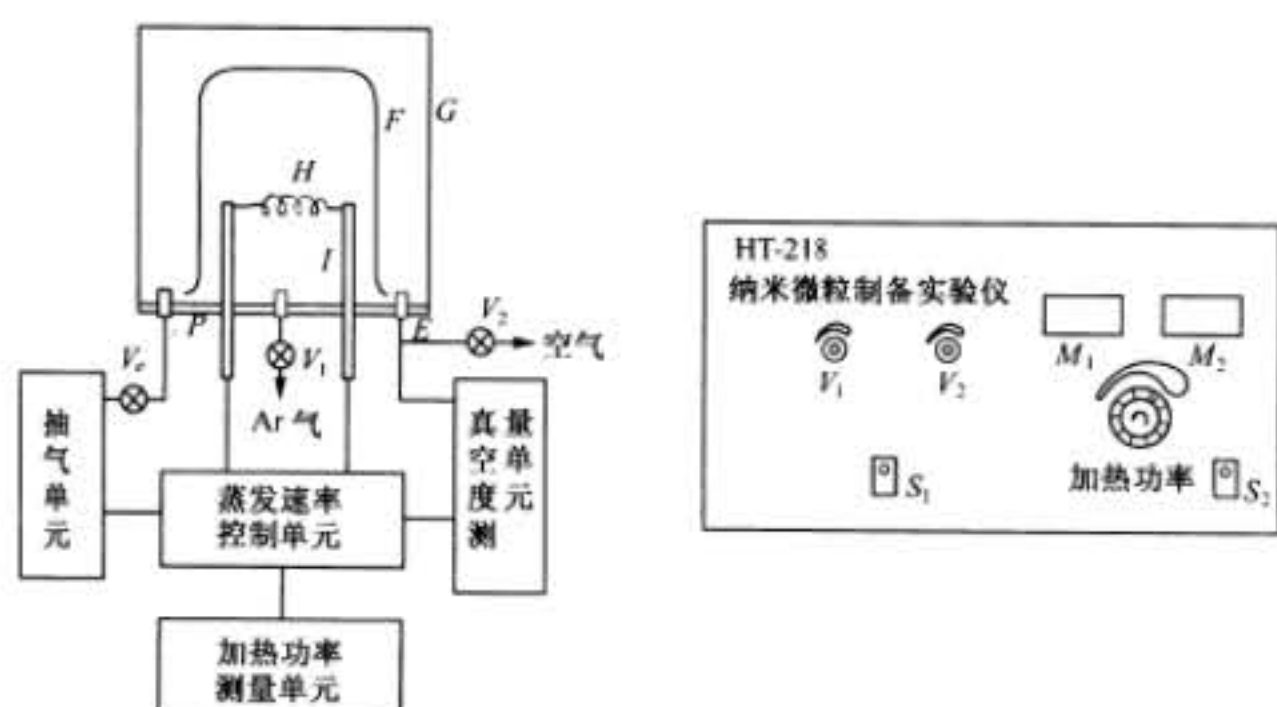 F
G
H
I
P
E
V₂
空气
Vₑ
V₁
Ar 气
抽气单元
真空度测量单元
蒸发速率
控制单元
加热功率
测量单元
HT-218
纳米微粒制备实验仪
V₁
V₂
M₁
M₂
加热功率
S₁
S₂